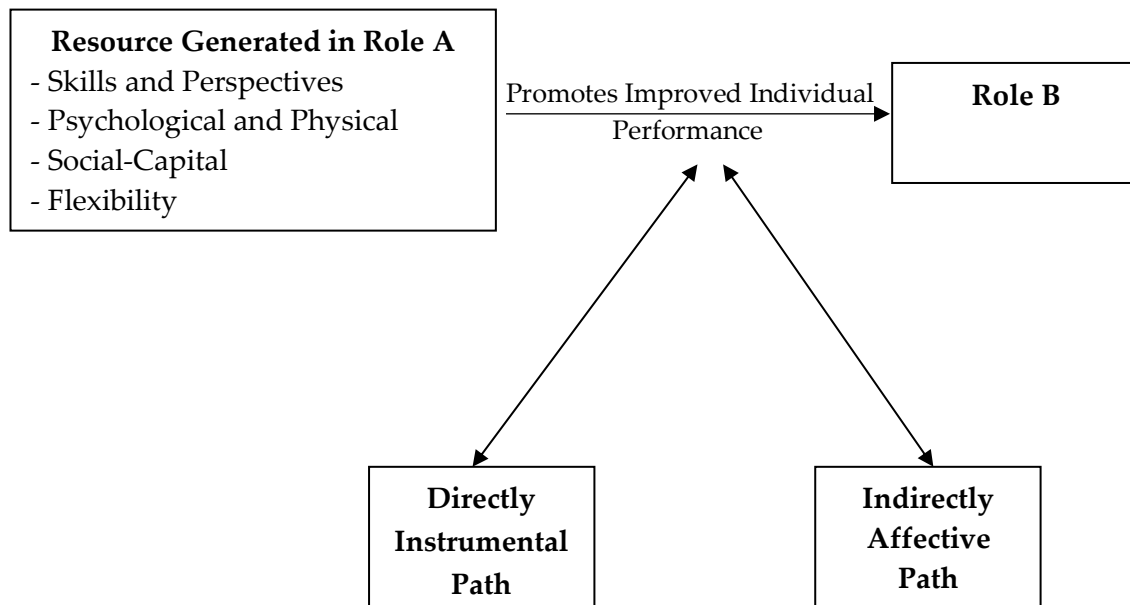 Resource Generated in Role A
- Skills and Perspectives
- Psychological and Physical
- Social-Capital
- Flexibility
Promotes Improved Individual
Performance
Role B
Directly
Instrumental
Path
Indirectly
Affective
Path